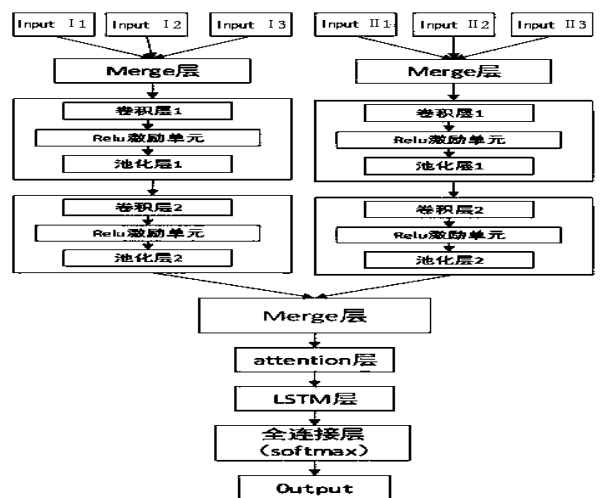 Input Ⅰ1
Input Ⅰ2
Input Ⅰ3
Input Ⅱ1
Input Ⅱ2
Input Ⅱ3
Merge层
Merge层
卷积层1
Relu激励单元
池化层1
卷积层1
Relu激励单元
池化层1
卷积层2
Relu激励单元
池化层2
卷积层2
Relu激励单元
池化层2
Merge层
attention层
LSTM层
全连接层
（softmax）
Output